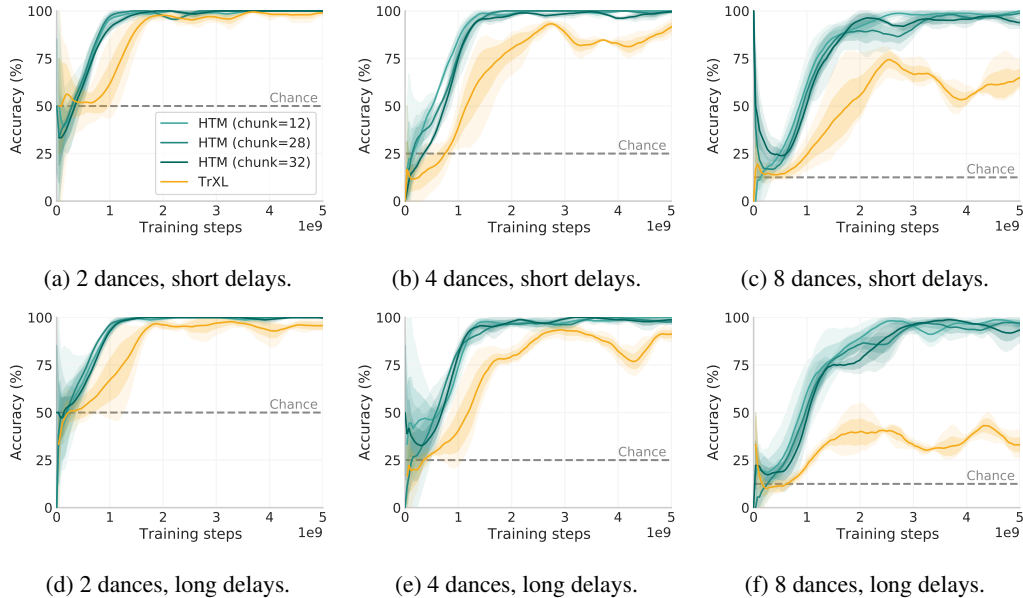 100
75
50
25
0
Accuracy (%)
Chance
HTM (chunk=12)
HTM (chunk=28)
HTM (chunk=32)
TrXL
0 1 2 3 4 5
Training steps
1e9
(a) 2 dances, short delays.
100
75
50
25
0
Accuracy (%)
Chance
0 1 2 3 4 5
Training steps
1e9
(b) 4 dances, short delays.
100
75
50
25
0
Accuracy (%)
Chance
0 1 2 3 4 5
Training steps
1e9
(c) 8 dances, short delays.
100
75
50
25
0
Accuracy (%)
Chance
0 1 2 3 4 5
Training steps
1e9
(d) 2 dances, long delays.
100
75
50
25
0
Accuracy (%)
Chance
0 1 2 3 4 5
Training steps
1e9
(e) 4 dances, long delays.
100
75
50
25
0
Accuracy (%)
Chance
0 1 2 3 4 5
Training steps
1e9
(f) 8 dances, long delays.